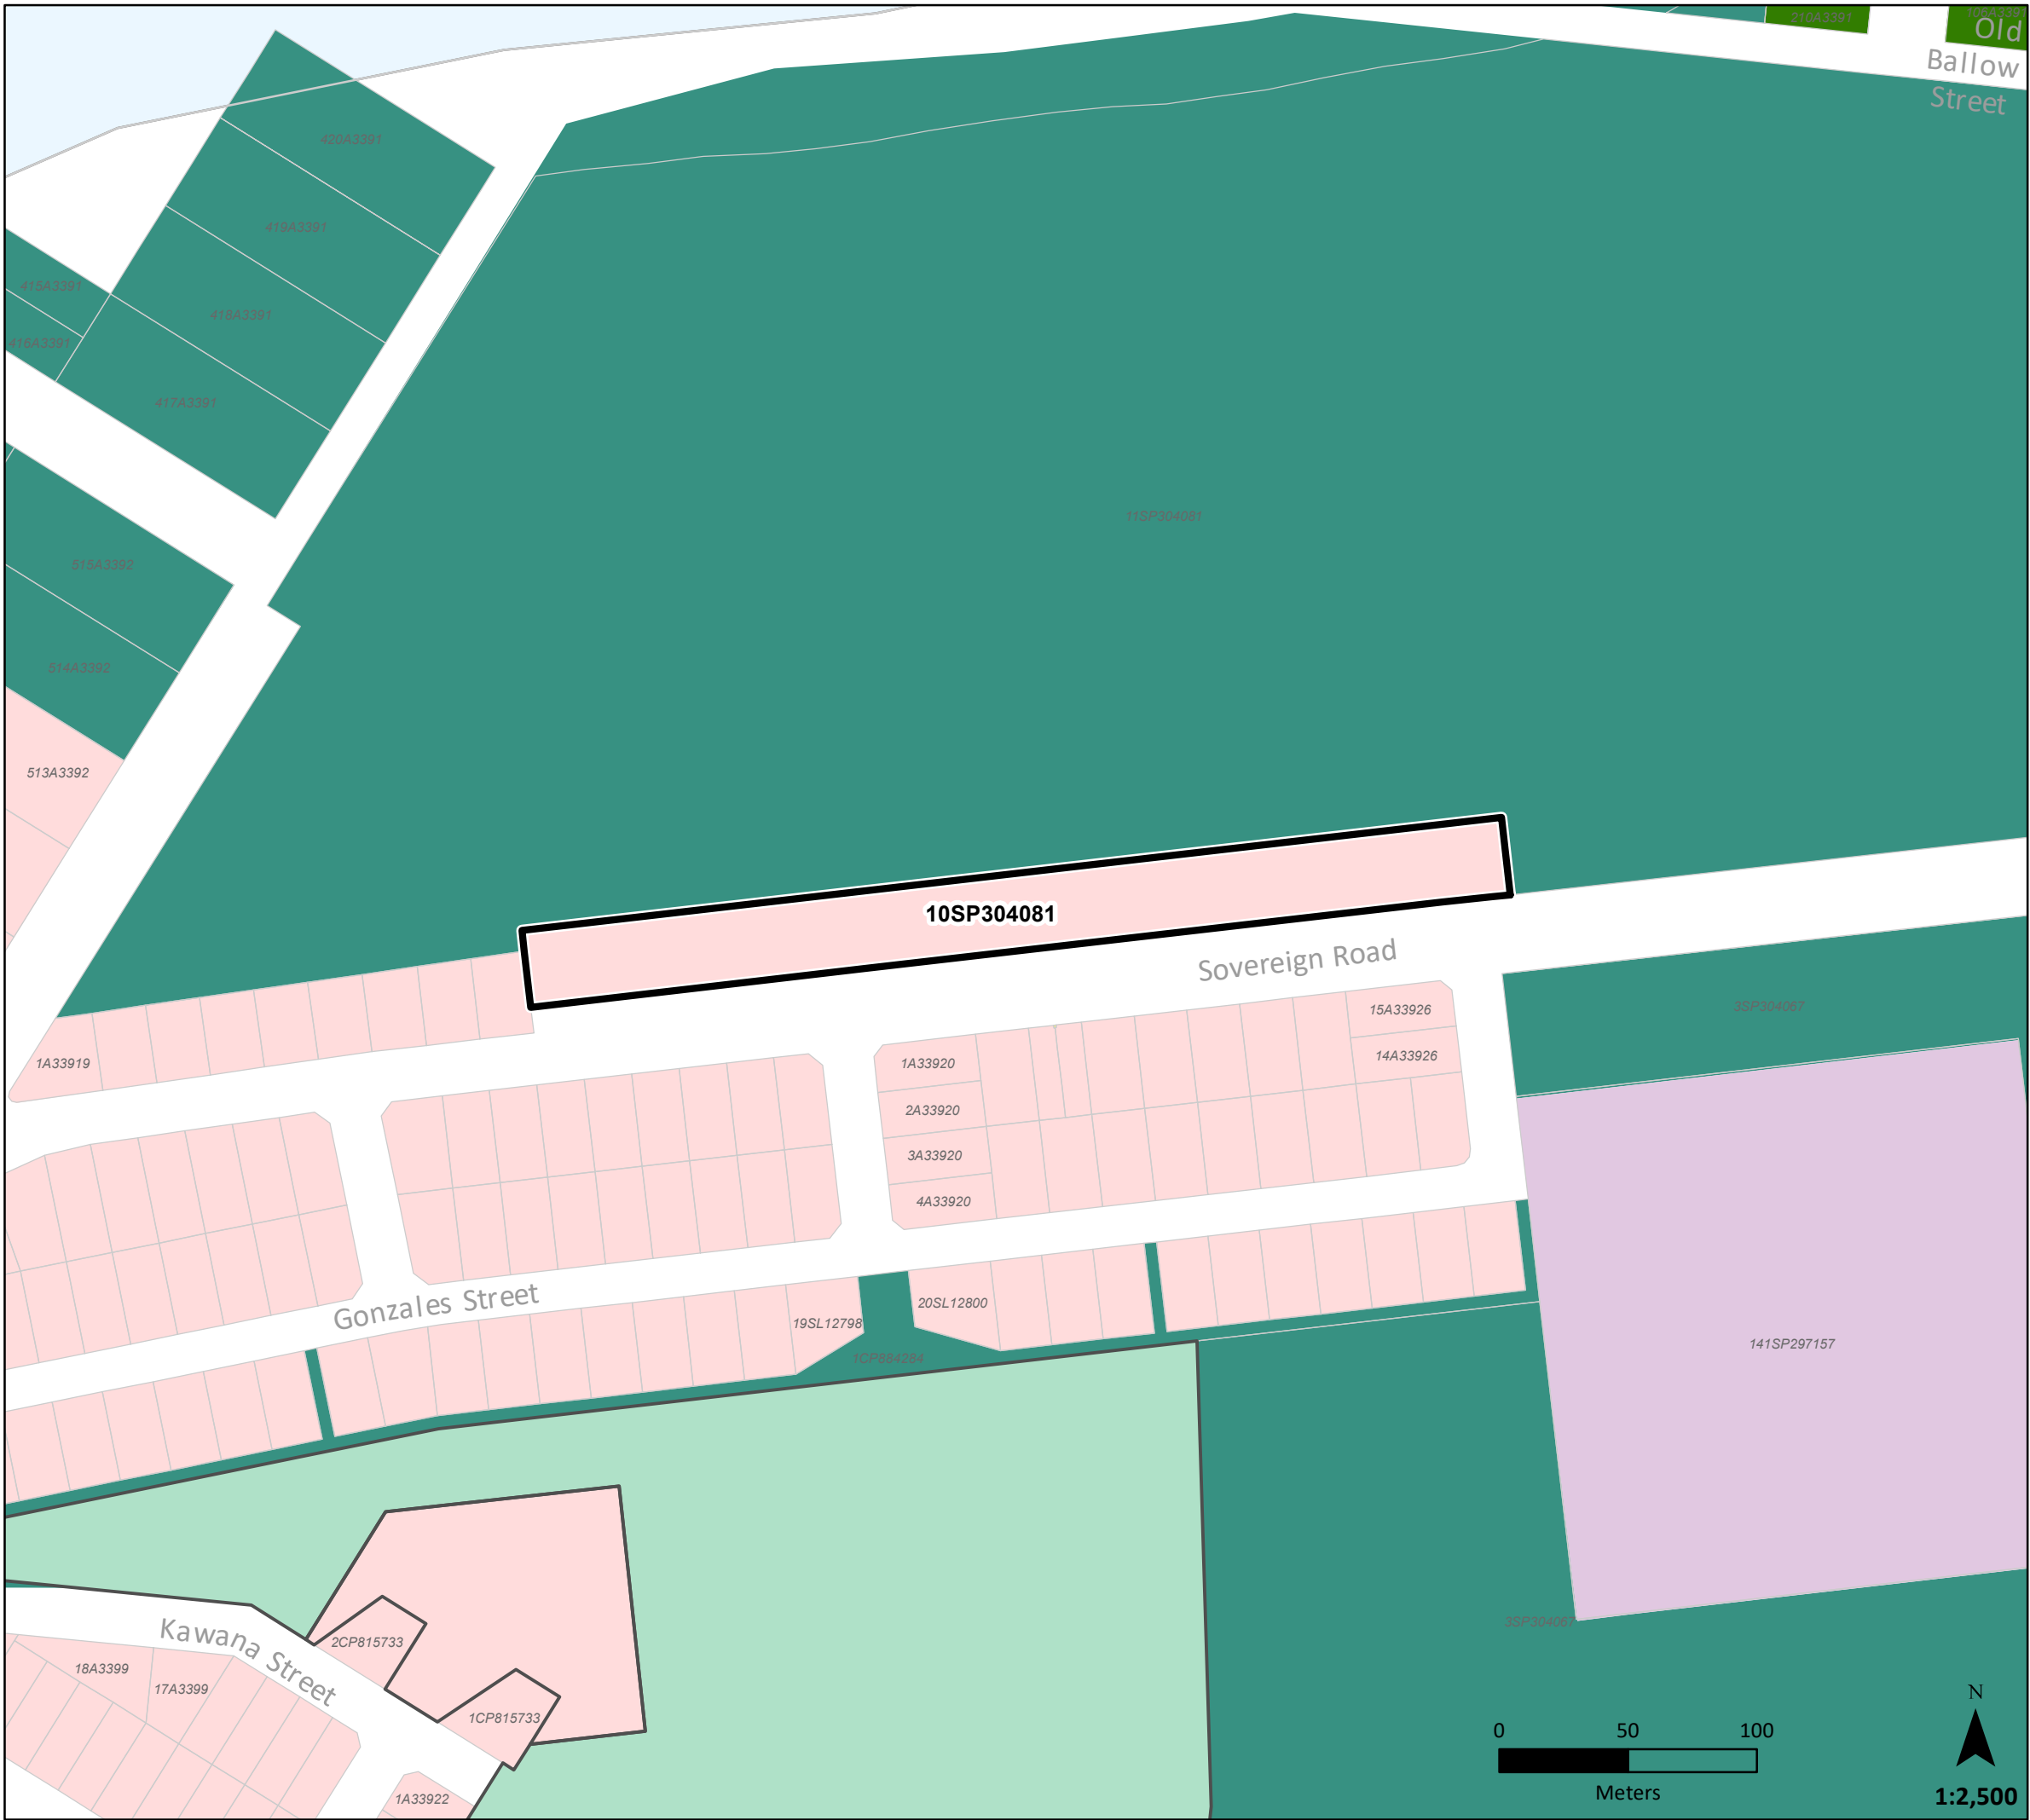 210A3391
106A3391
Old
Ballow
Street
420A3391
419A3391
415A3391
418A3391
416A3391
417A3391
11SP304081
515A3392
514A3392
513A3392
10SP304081
Sovereign Road
3SP304067
15A33926
14A33926
1A33919
1A33920
2A33920
3A33920
4A33920
Gonzales Street
20SL12800
19SL12798
1CP884284
141SP297157
3SP304067
Kawana Street
2CP815733
18A3399
17A3399
1CP815733
1A33922
N
0 50 100
Meters
1:2,500